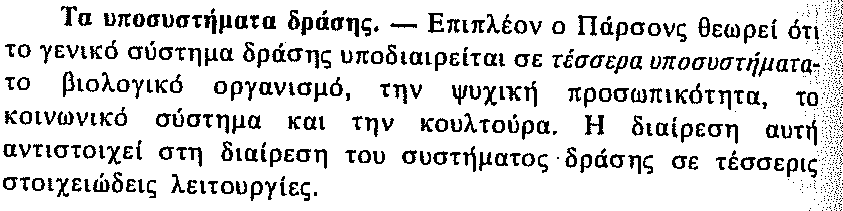 Τα υποσυστήματα δράσης. — Επιπλέον ο Πάρσονς θεωρεί ότι
το γενικό σύστημα δράσης υποδιαιρείται σε τέσσερα υποσυστήματα-
το βιολογικό οργανισμό, την ψυχική προσωπικότητα, το
κοινωνικό σύστημα και την κουλτούρα. Η διαίρεση αυτή
αντιστοιχεί στη διαίρεση του συστήματος δράσης σε τέσσερις
στοιχειώδεις λειτουργίες.